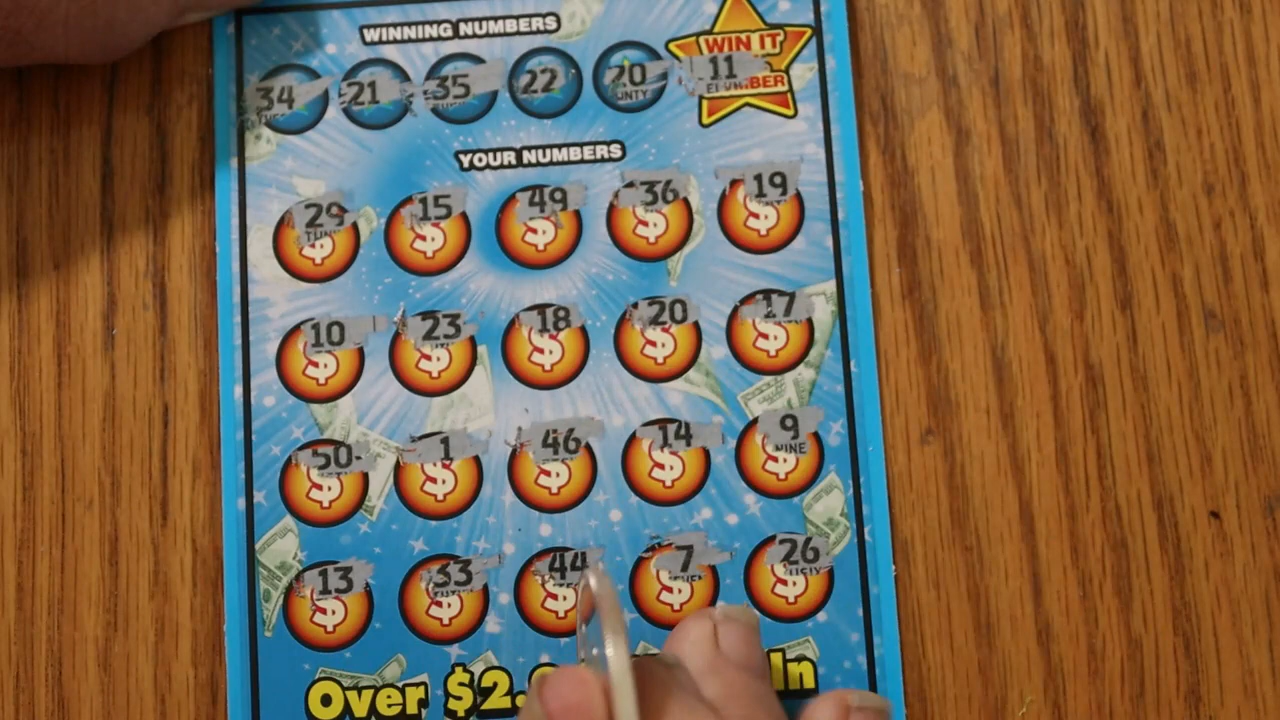 WINNING NUMBERS
34 21 35 22 20 11
WIN IT
YOUR NUMBERS
29 15 49 36 19
10 23 18 20 17
50 1 46 14 9
NINE
13 33 44 7 26
Over $2. In